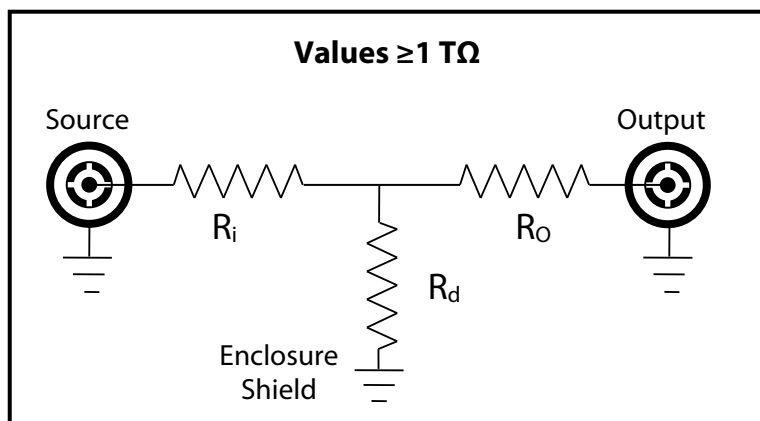 Values ≥1 TΩ
Source
Output
Ri
RO
Rd
Enclosure
Shield